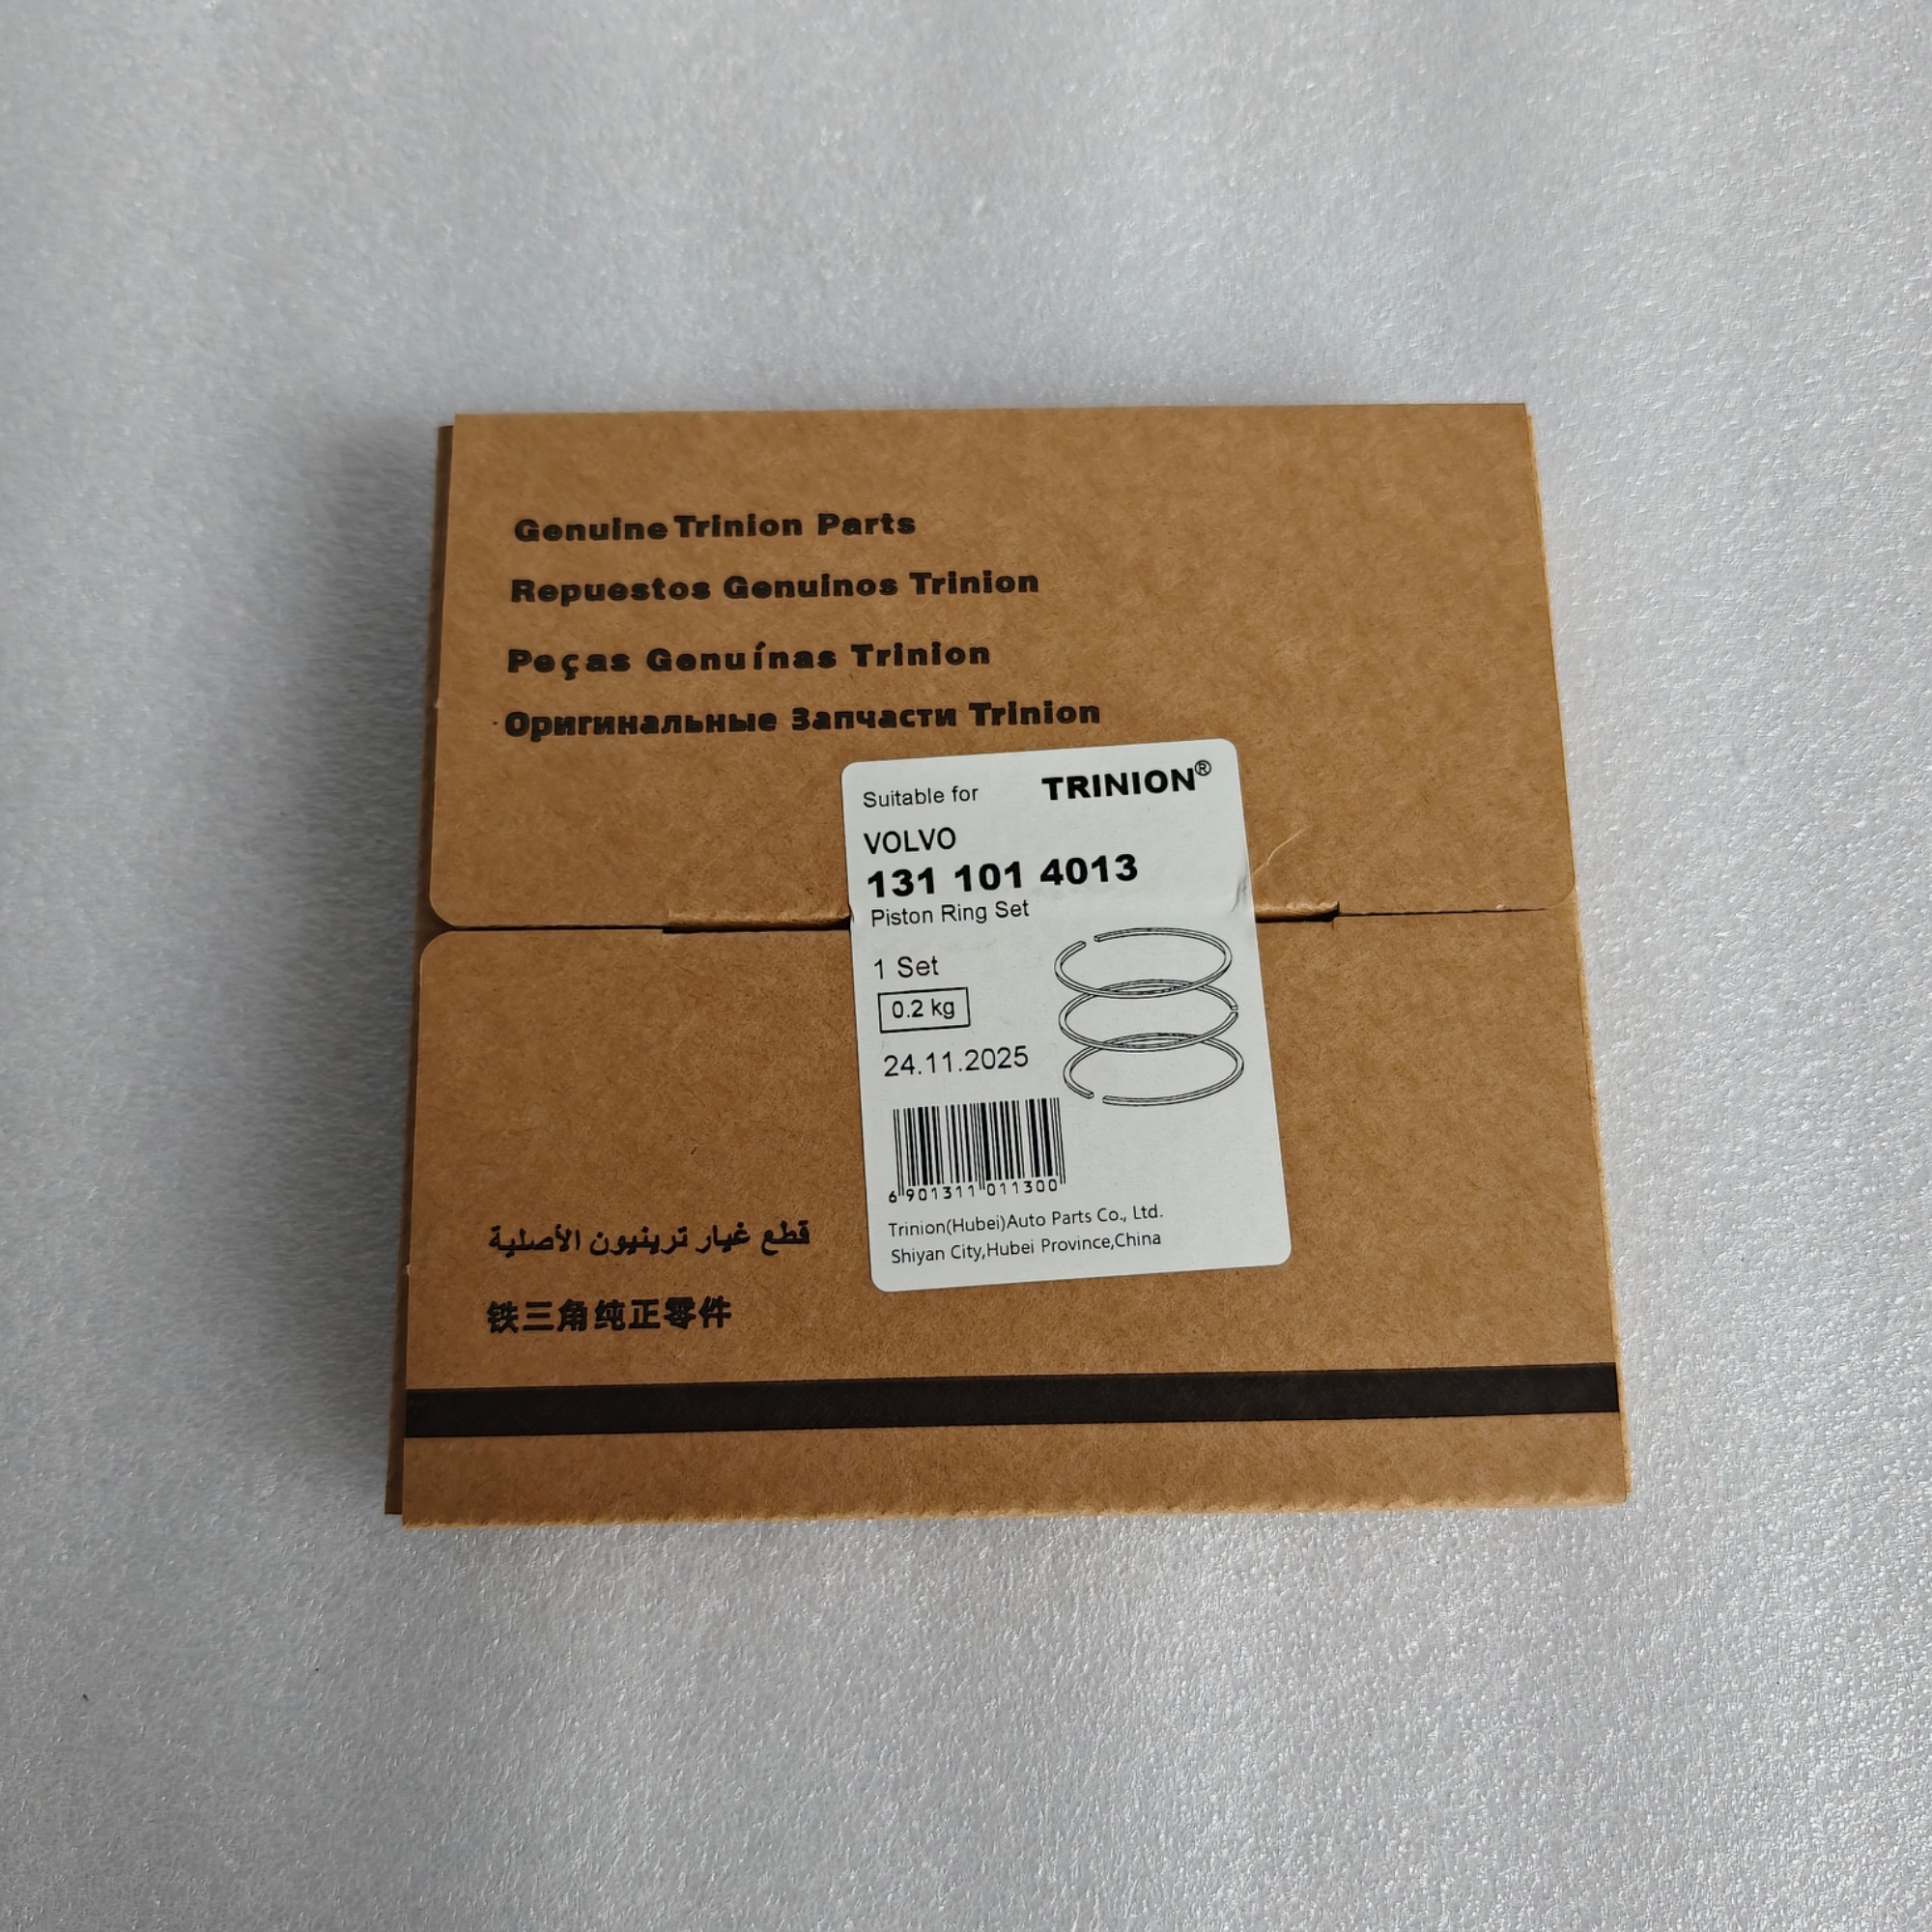 Genuine Trinion Parts
Repuestos Genuinos Trinion
Peças Genuínas Trinion
Оригинальные Запчасти Trinion
Suitable for TRINION®
VOLVO
131 101 4013
Piston Ring Set
1 Set
0.2 kg
24.11.2025
6 901311 011300
Trinion(Hubei)Auto Parts Co., Ltd.
Shiyan City,Hubei Province,China
قطع غيار ترينيون الأصلية
铁三角纯正零件